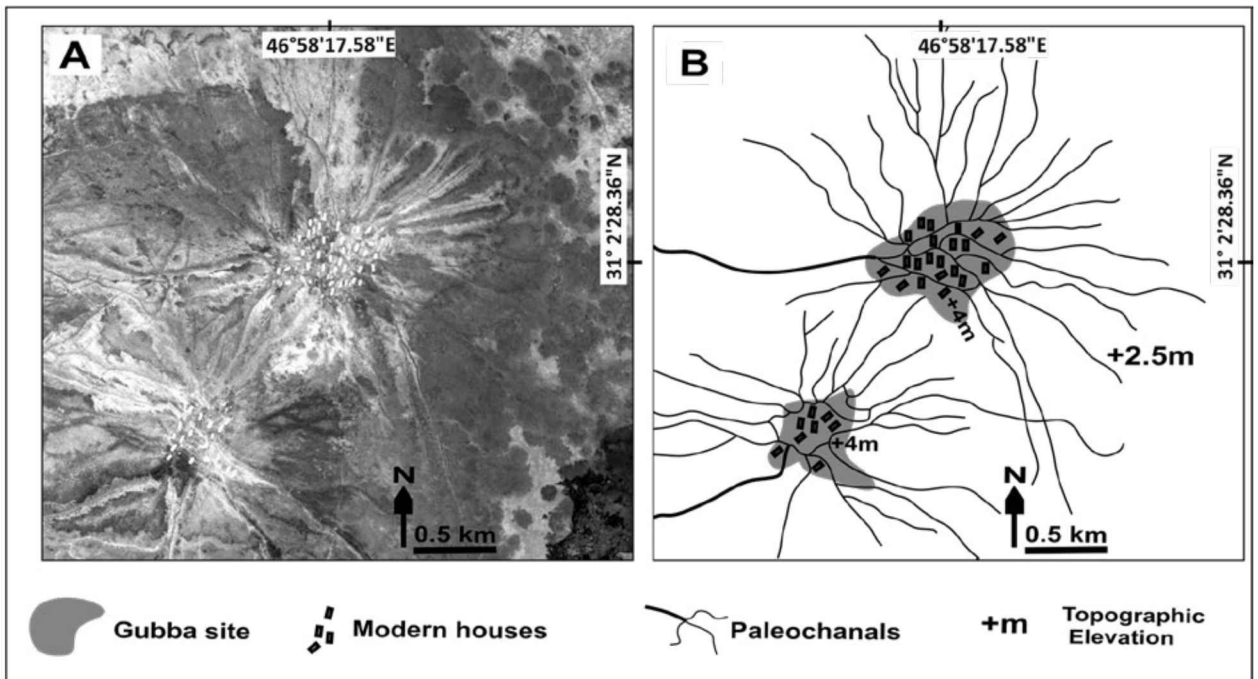 A
46°58'17.58"E
31° 2'28.36"N
N
0.5 km
B
46°58'17.58"E
31° 2'28.36"N
+4m
+2.5m
+4m
N
0.5 km
Gubba site
Modern houses
Paleochanals
+m
Topographic
Elevation